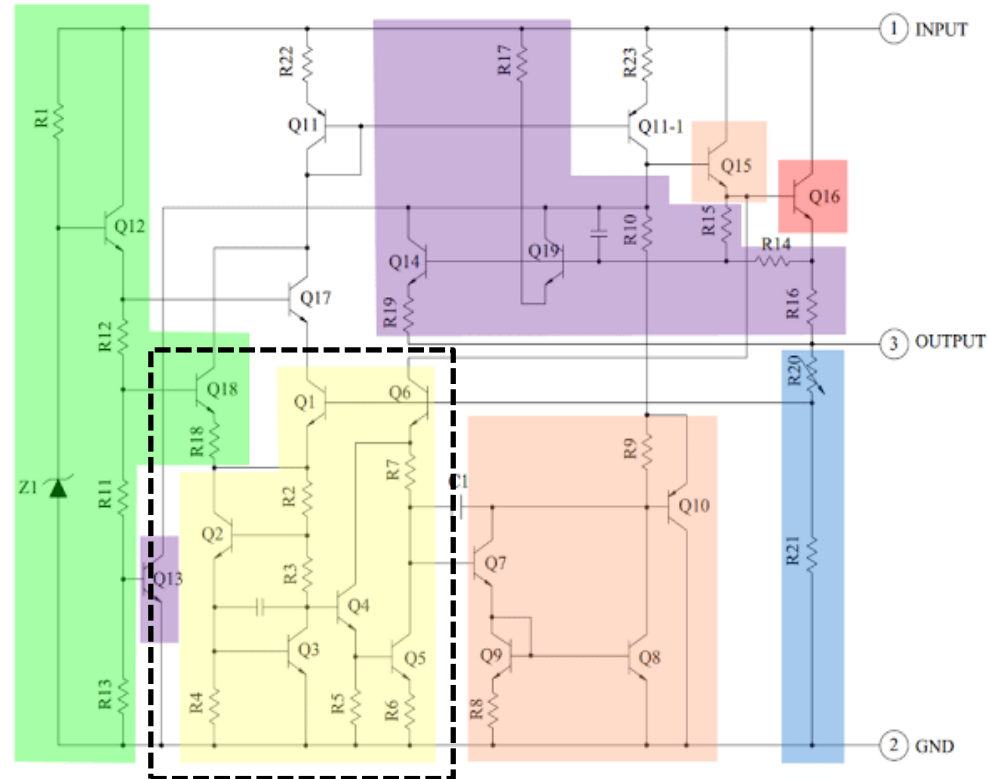 1 INPUT
R22
R17
R23
R1
Q11
Q11-1
Q15
Q16
Q12
R10
R15
R14
Q14
Q19
Q17
R19
R16
R12
3 OUTPUT
R20
Q18
Q1
Q6
R18
R9
R7
Z1
R11
R2
C1
Q10
Q2
R21
R3
Q7
Q13
Q4
Q3
Q5
Q9
Q8
R13
R4
R5
R6
R8
2 GND